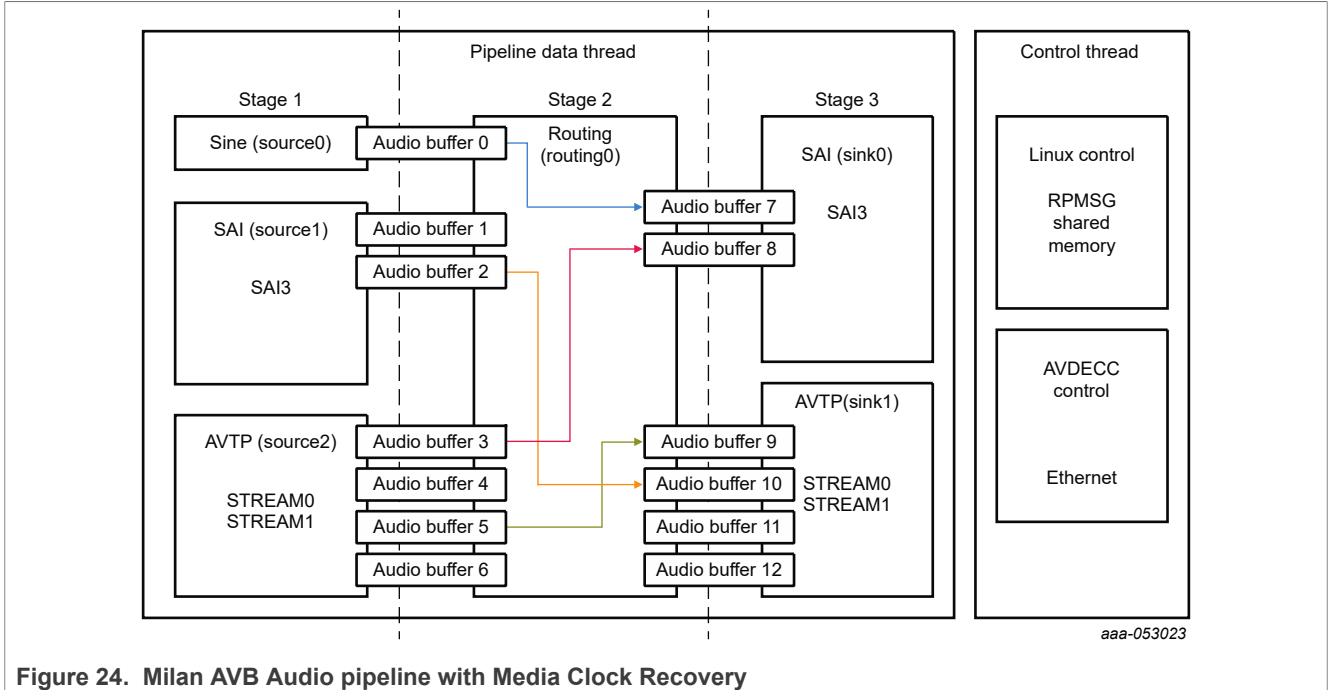 Pipeline data thread
Control thread
Stage 1
Stage 2
Stage 3
Sine (source0)
Audio buffer 0
Routing
(routing0)
SAI (sink0)
SAI3
Audio buffer 7
Audio buffer 8
SAI (source1)
SAI3
Audio buffer 1
Audio buffer 2
AVTP (source2)
STREAM0
STREAM1
Audio buffer 3
Audio buffer 4
Audio buffer 5
Audio buffer 6
AVTP(sink1)
Audio buffer 9
Audio buffer 10
Audio buffer 11
Audio buffer 12
STREAM0
STREAM1
Linux control
RPMSG
shared
memory
AVDECC
control
Ethernet
aaa-053023
Figure 24. Milan AVB Audio pipeline with Media Clock Recovery